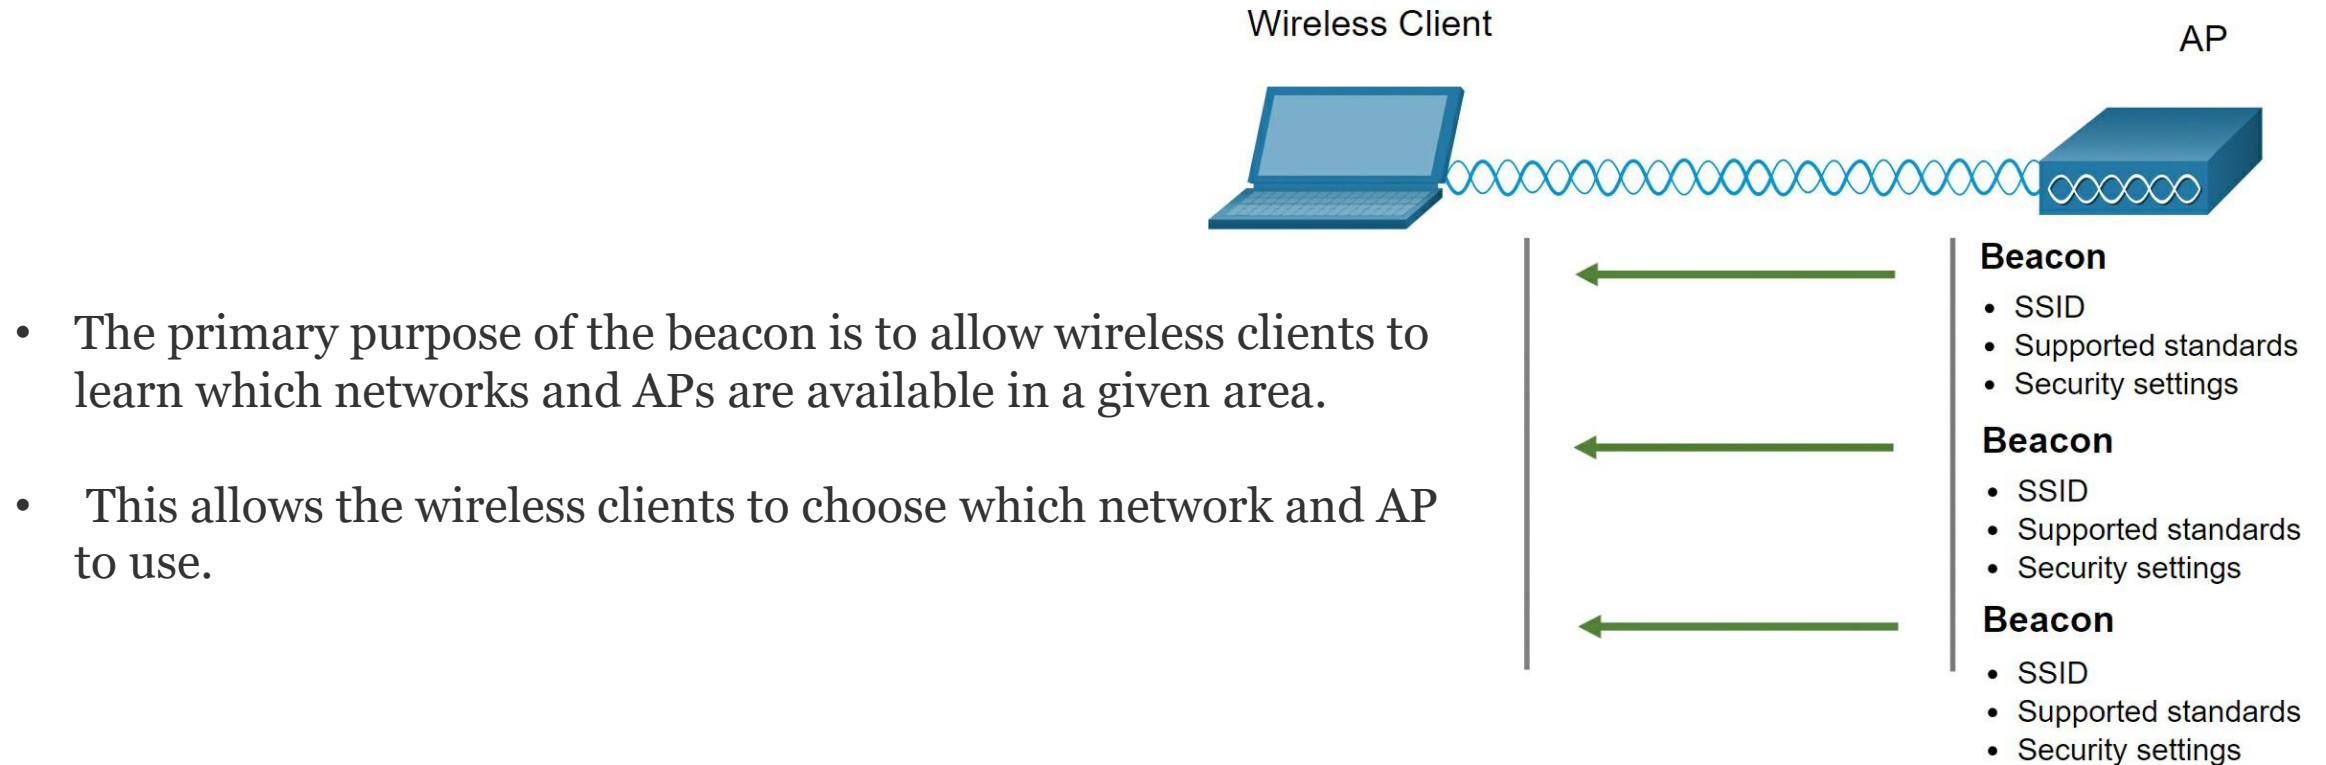 Wireless Client
AP
• The primary purpose of the beacon is to allow wireless clients to
learn which networks and APs are available in a given area.
• This allows the wireless clients to choose which network and AP
to use.
Beacon
• SSID
• Supported standards
• Security settings
Beacon
• SSID
• Supported standards
• Security settings
Beacon
• SSID
• Supported standards
• Security settings